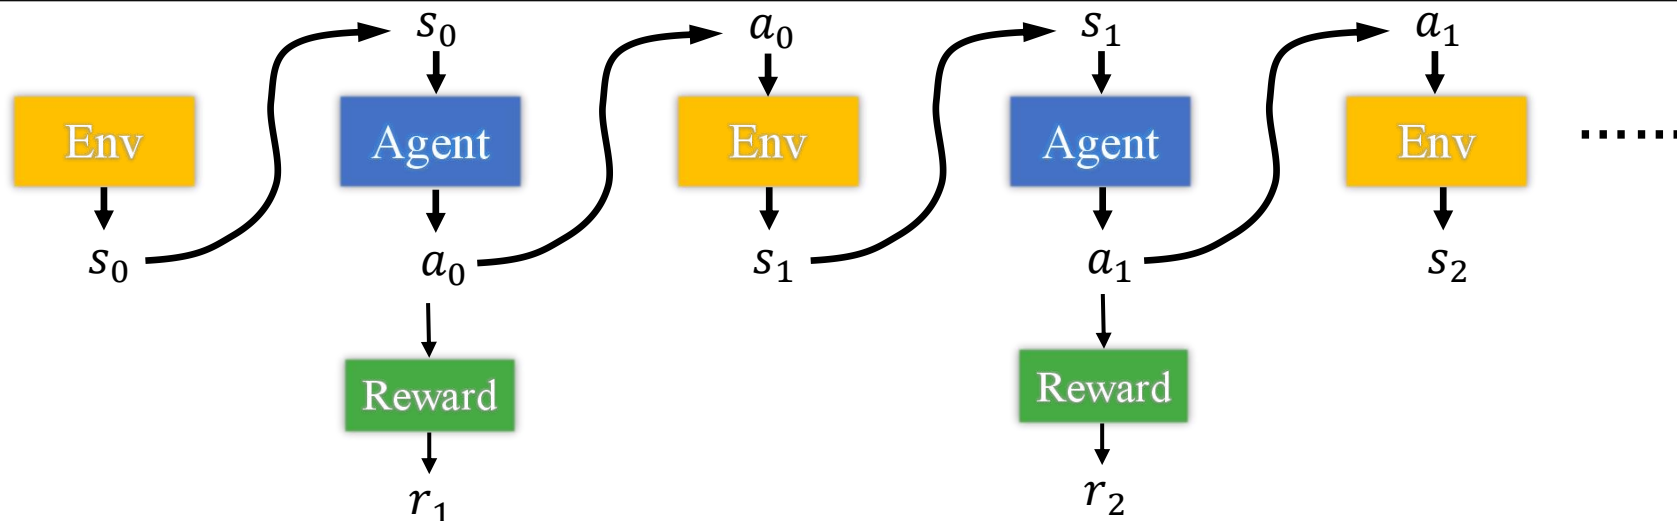 s₀ a₀ s₁ a₁
Env Agent Env Agent Env ......
s₀ a₀ s₁ a₁ s₂
Reward Reward
r₁ r₂